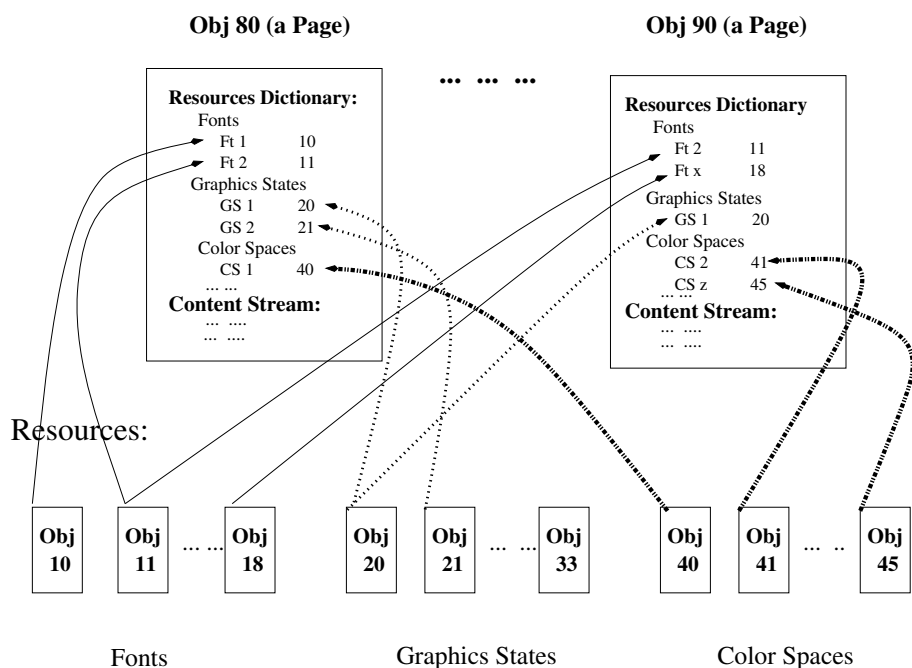 Obj 80 (a Page)
Obj 90 (a Page)
... ... ...
Resources Dictionary:
Fonts
Ft 1 10
Ft 2 11
Graphics States
GS 1 20
GS 2 21
Color Spaces
CS 1 40
... ...
Content Stream:
... ....
... ....
Resources Dictionary
Fonts
Ft 2 11
Ft x 18
Graphics States
GS 1 20
Color Spaces
CS 2 41
CS z 45
... ...
Content Stream:
... ....
... ....
Resources:
Obj 10
Obj 11
... ...
Obj 18
Obj 20
Obj 21
... ...
Obj 33
Obj 40
Obj 41
... ..
Obj 45
Fonts
Graphics States
Color Spaces